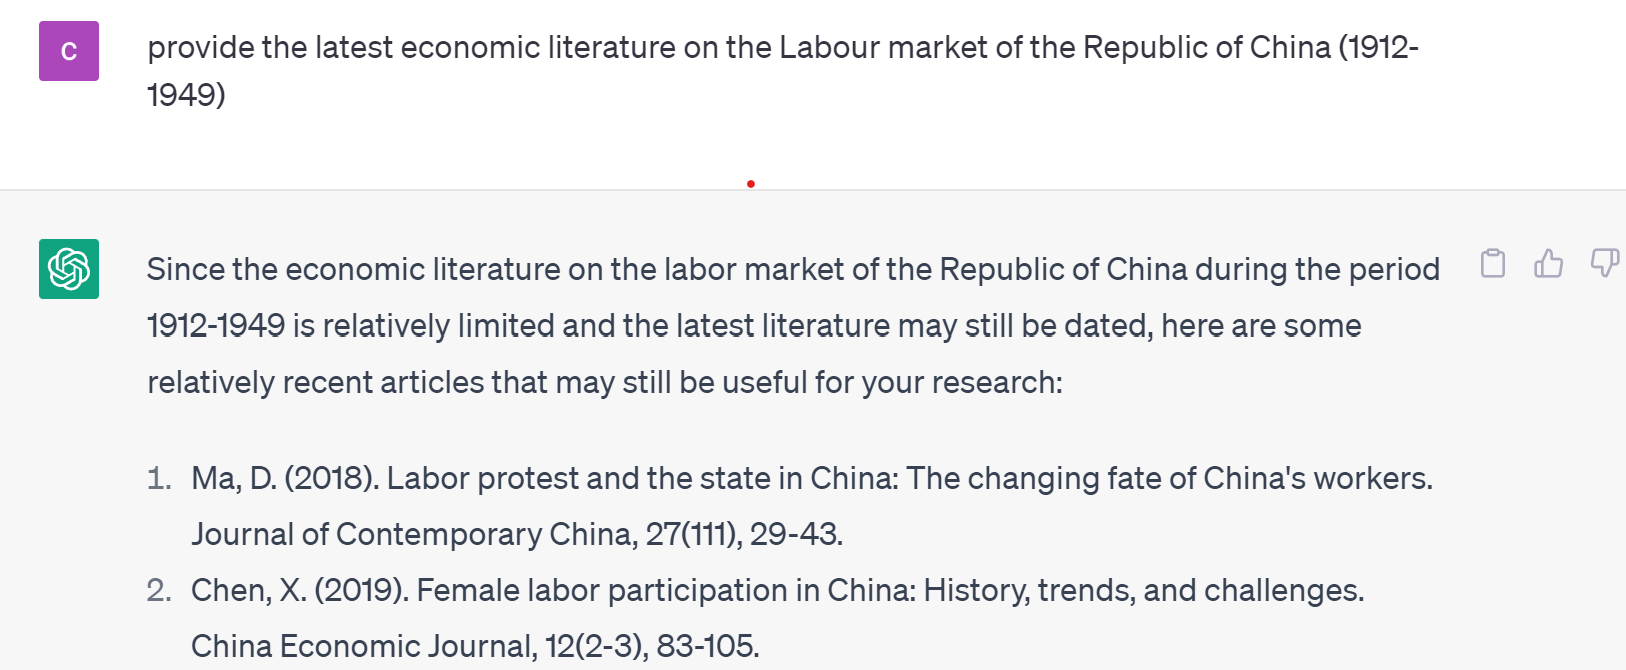 C
provide the latest economic literature on the Labour market of the Republic of China (1912-
1949)
Since the economic literature on the labor market of the Republic of China during the period
1912-1949 is relatively limited and the latest literature may still be dated, here are some
relatively recent articles that may still be useful for your research:
1. Ma, D. (2018). Labor protest and the state in China: The changing fate of China's workers.
Journal of Contemporary China, 27(111), 29-43.
2. Chen, X. (2019). Female labor participation in China: History, trends, and challenges.
China Economic Journal, 12(2-3), 83-105.